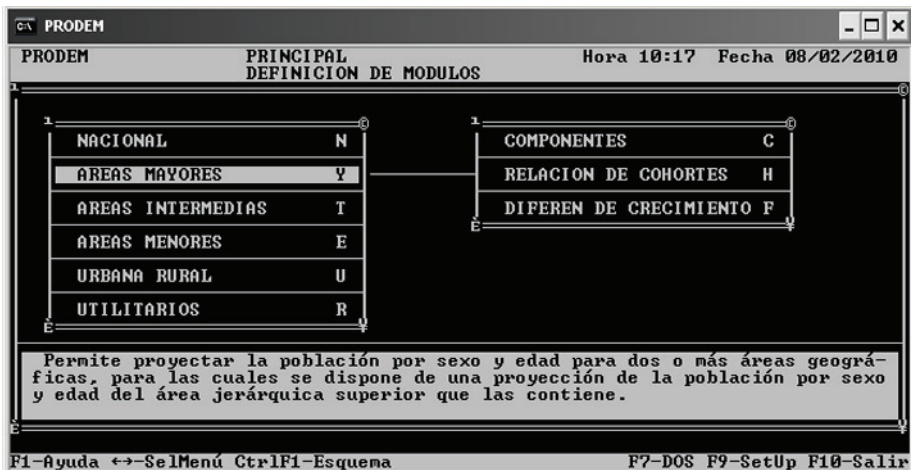 PRODEM
PRODEM PRINCIPAL Hora 10:17 Fecha 08/02/2010
DEFINICION DE MODULOS
NACIONAL N
AREAS MAYORES Y
AREAS INTERMEDIAS T
AREAS MENORES E
URBANA RURAL U
UTILITARIOS R
COMPONENTES C
RELACION DE COHORTES H
DIFEREN DE CRECIMIENTO F
Permite proyectar la población por sexo y edad para dos o más áreas geográ-
ficas, para las cuales se dispone de una proyección de la población por sexo
y edad del área jerárquica superior que las contiene.
F1-Ayuda ↔-SelMenú CtrlF1-Esquema F7-DOS F9-SetUp F10-Salir